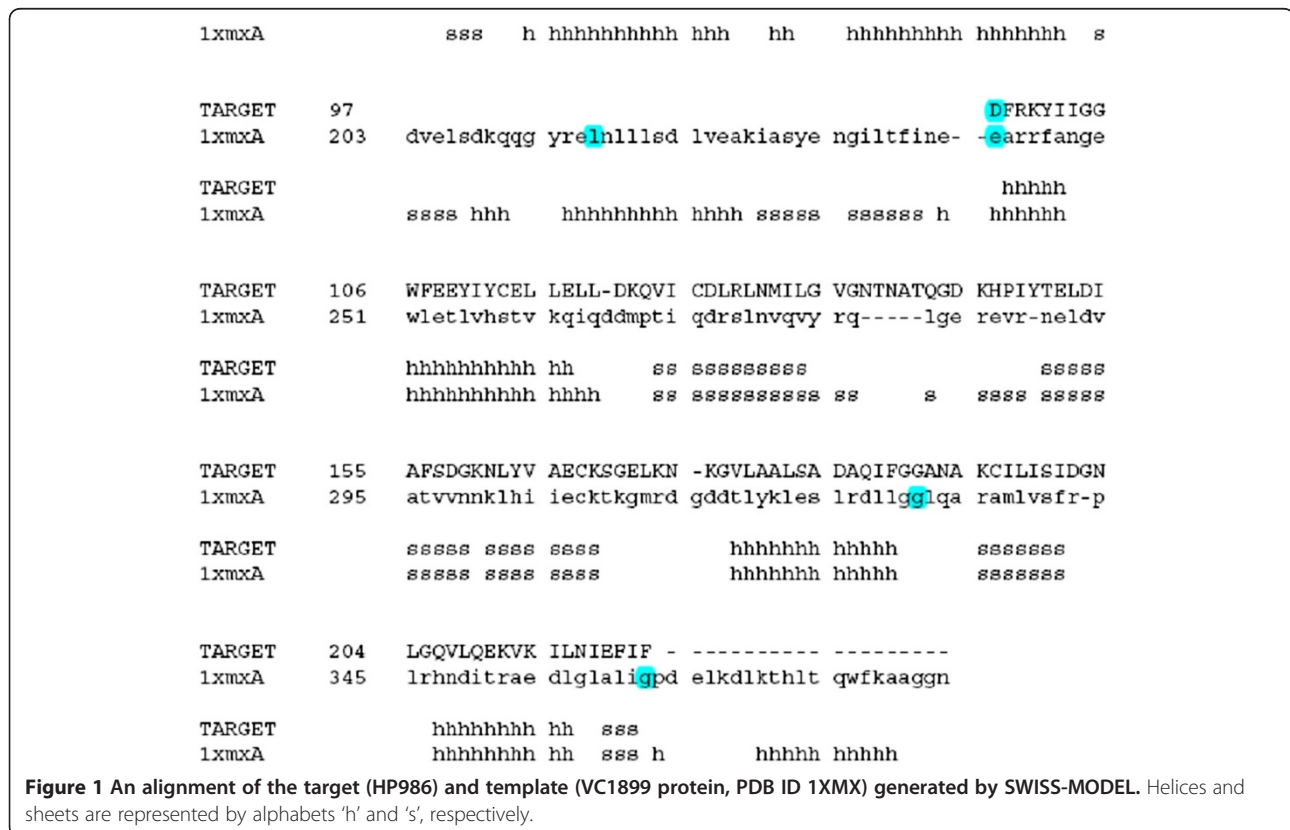 1xmxA sss h hhhhhhhhhh hhh hh hhhhhhhhh hhhhhhh s
TARGET 97 DFRKYIIGG
1xmxA 203 dvelsdkqqg yrelnlllsd lveakiasye ngiltfine- -earrfange
TARGET hhhhh
1xmxA ssss hhh hhhhhhhhh hhhh sssss ssssss h hhhhhh
TARGET 106 WFEEYIYCEL LELL-DKQVI CDLRLNMILG VGNTNATQGD KHPIYTELDI
1xmxA 251 wletlvhstv kqiqddmpti qdrslnvqvy rq-----lge revr-neldv
TARGET hhhhhhhhhh hh ss sssssssss sssss
1xmxA hhhhhhhhhh hhhh ss ssssssssss ss s ssss sssss
TARGET 155 AFSDGKNLYV AECKSGELKN -KGVLAALSA DAQIFGGANA KCILISIDGN
1xmxA 295 atvvnnklhi iecktkgmrd gddtlykles lrdllgglqa ramlvsfr-p
TARGET sssss ssss ssss hhhhhhh hhhhh sssssss
1xmxA sssss ssss ssss hhhhhhh hhhhh sssssss
TARGET 204 LGQVLQEKVK ILNIEFIF - ---------- ---------
1xmxA 345 lrhnditrae dlglaligpd elkdlkthlt qwfkaaggn
TARGET hhhhhhhh hh sss
1xmxA hhhhhhhh hh sss h hhhhh hhhhh
Figure 1 An alignment of the target (HP986) and template (VC1899 protein, PDB ID 1XMX) generated by SWISS-MODEL. Helices and
sheets are represented by alphabets ‘h’ and ‘s’, respectively.